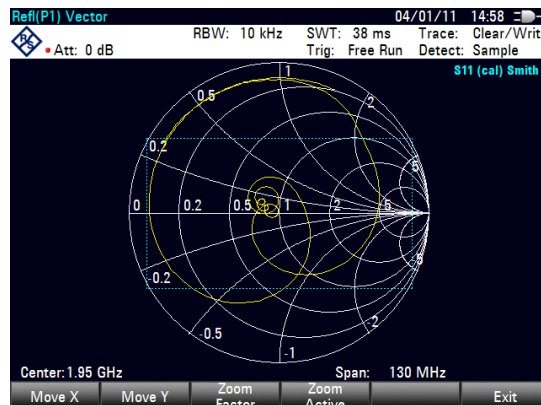 Refl(P1) Vector 04/01/11 14:58
RBW: 10 kHz SWT: 38 ms Trace: Clear/Writ
Att: 0 dB Trig: Free Run Detect: Sample
S11 (cal) Smith
1
0.5 2
0.2 5
0 0.2 0.5 1 2 5
-0.2 -5
-0.5 -2
-1
Center: 1.95 GHz Span: 130 MHz
Move X Move Y Zoom Factor Zoom Active Exit